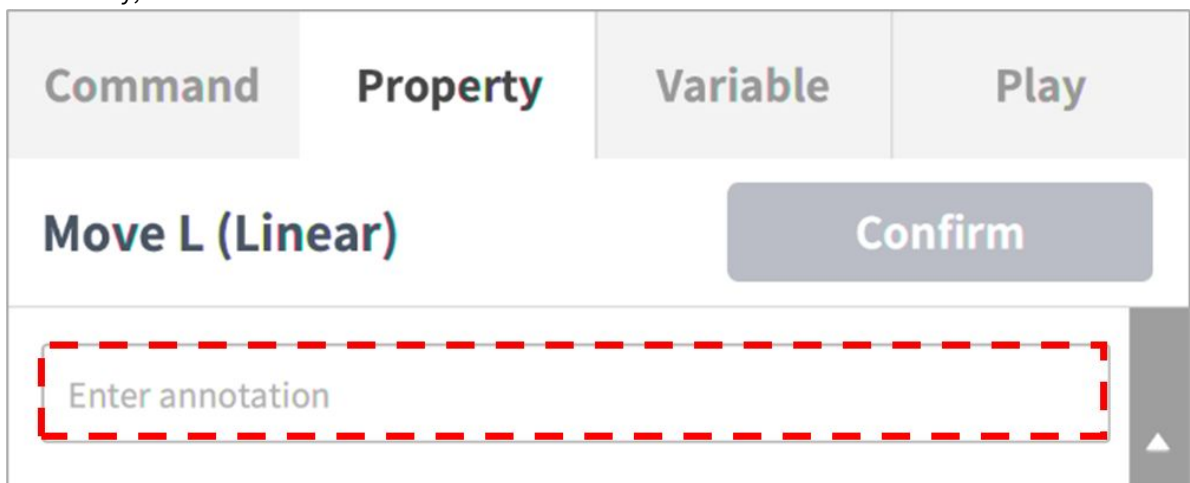 Command Property Variable Play
Move L (Linear) Confirm
Enter annotation